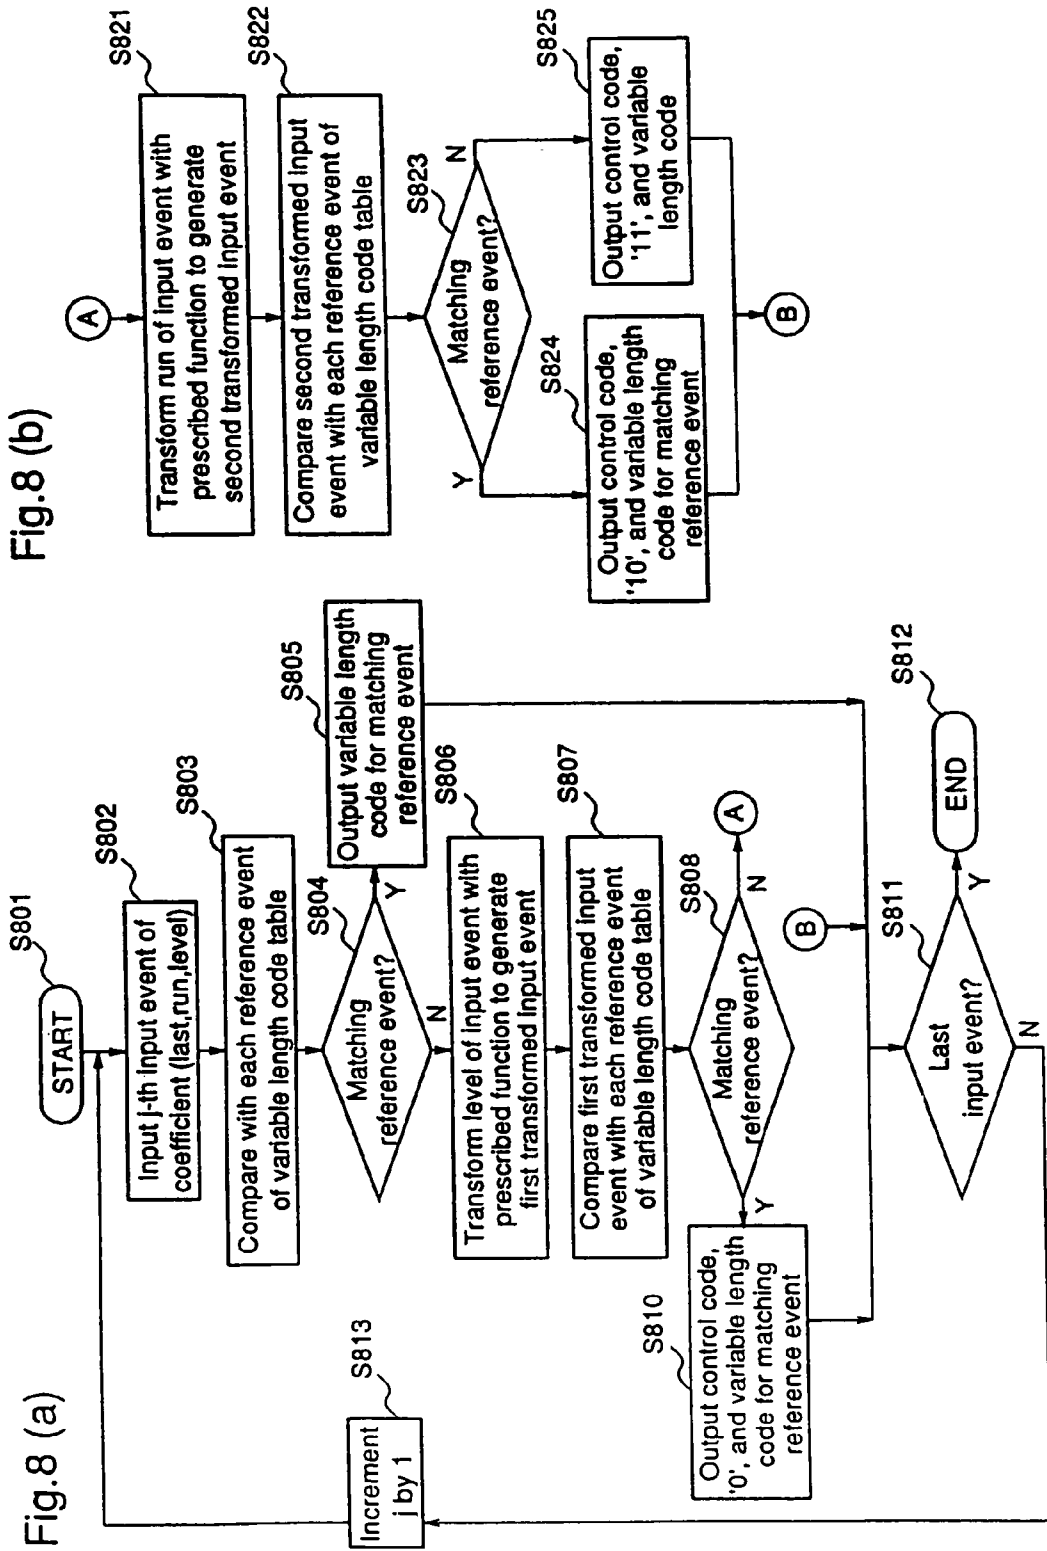 Fig.8 (a)
S801
START
S802
Input j-th input event of
coefficient (last,run,level)
S803
Compare with each reference event
of variable length code table
S804
Matching
reference event?
Y
N
S805
Output variable length
code for matching
reference event
S806
Transform level of input event with
prescribed function to generate
first transformed input event
S807
Compare first transformed input
event with each reference event
of variable length code table
S808
Matching
reference event?
Y
N
A
S810
Output control code,
'0', and variable length
code for matching
reference event
B
S811
Last
input event?
Y
N
S812
END
S813
Increment
j by 1
Fig.8 (b)
A
S821
Transform run of input event with
prescribed function to generate
second transformed input event
S822
Compare second transformed input
event with each reference event of
variable length code table
S823
Matching
reference event?
Y
N
S824
Output control code,
'10', and variable length
code for matching
reference event
S825
Output control code,
'11', and variable
length code
B